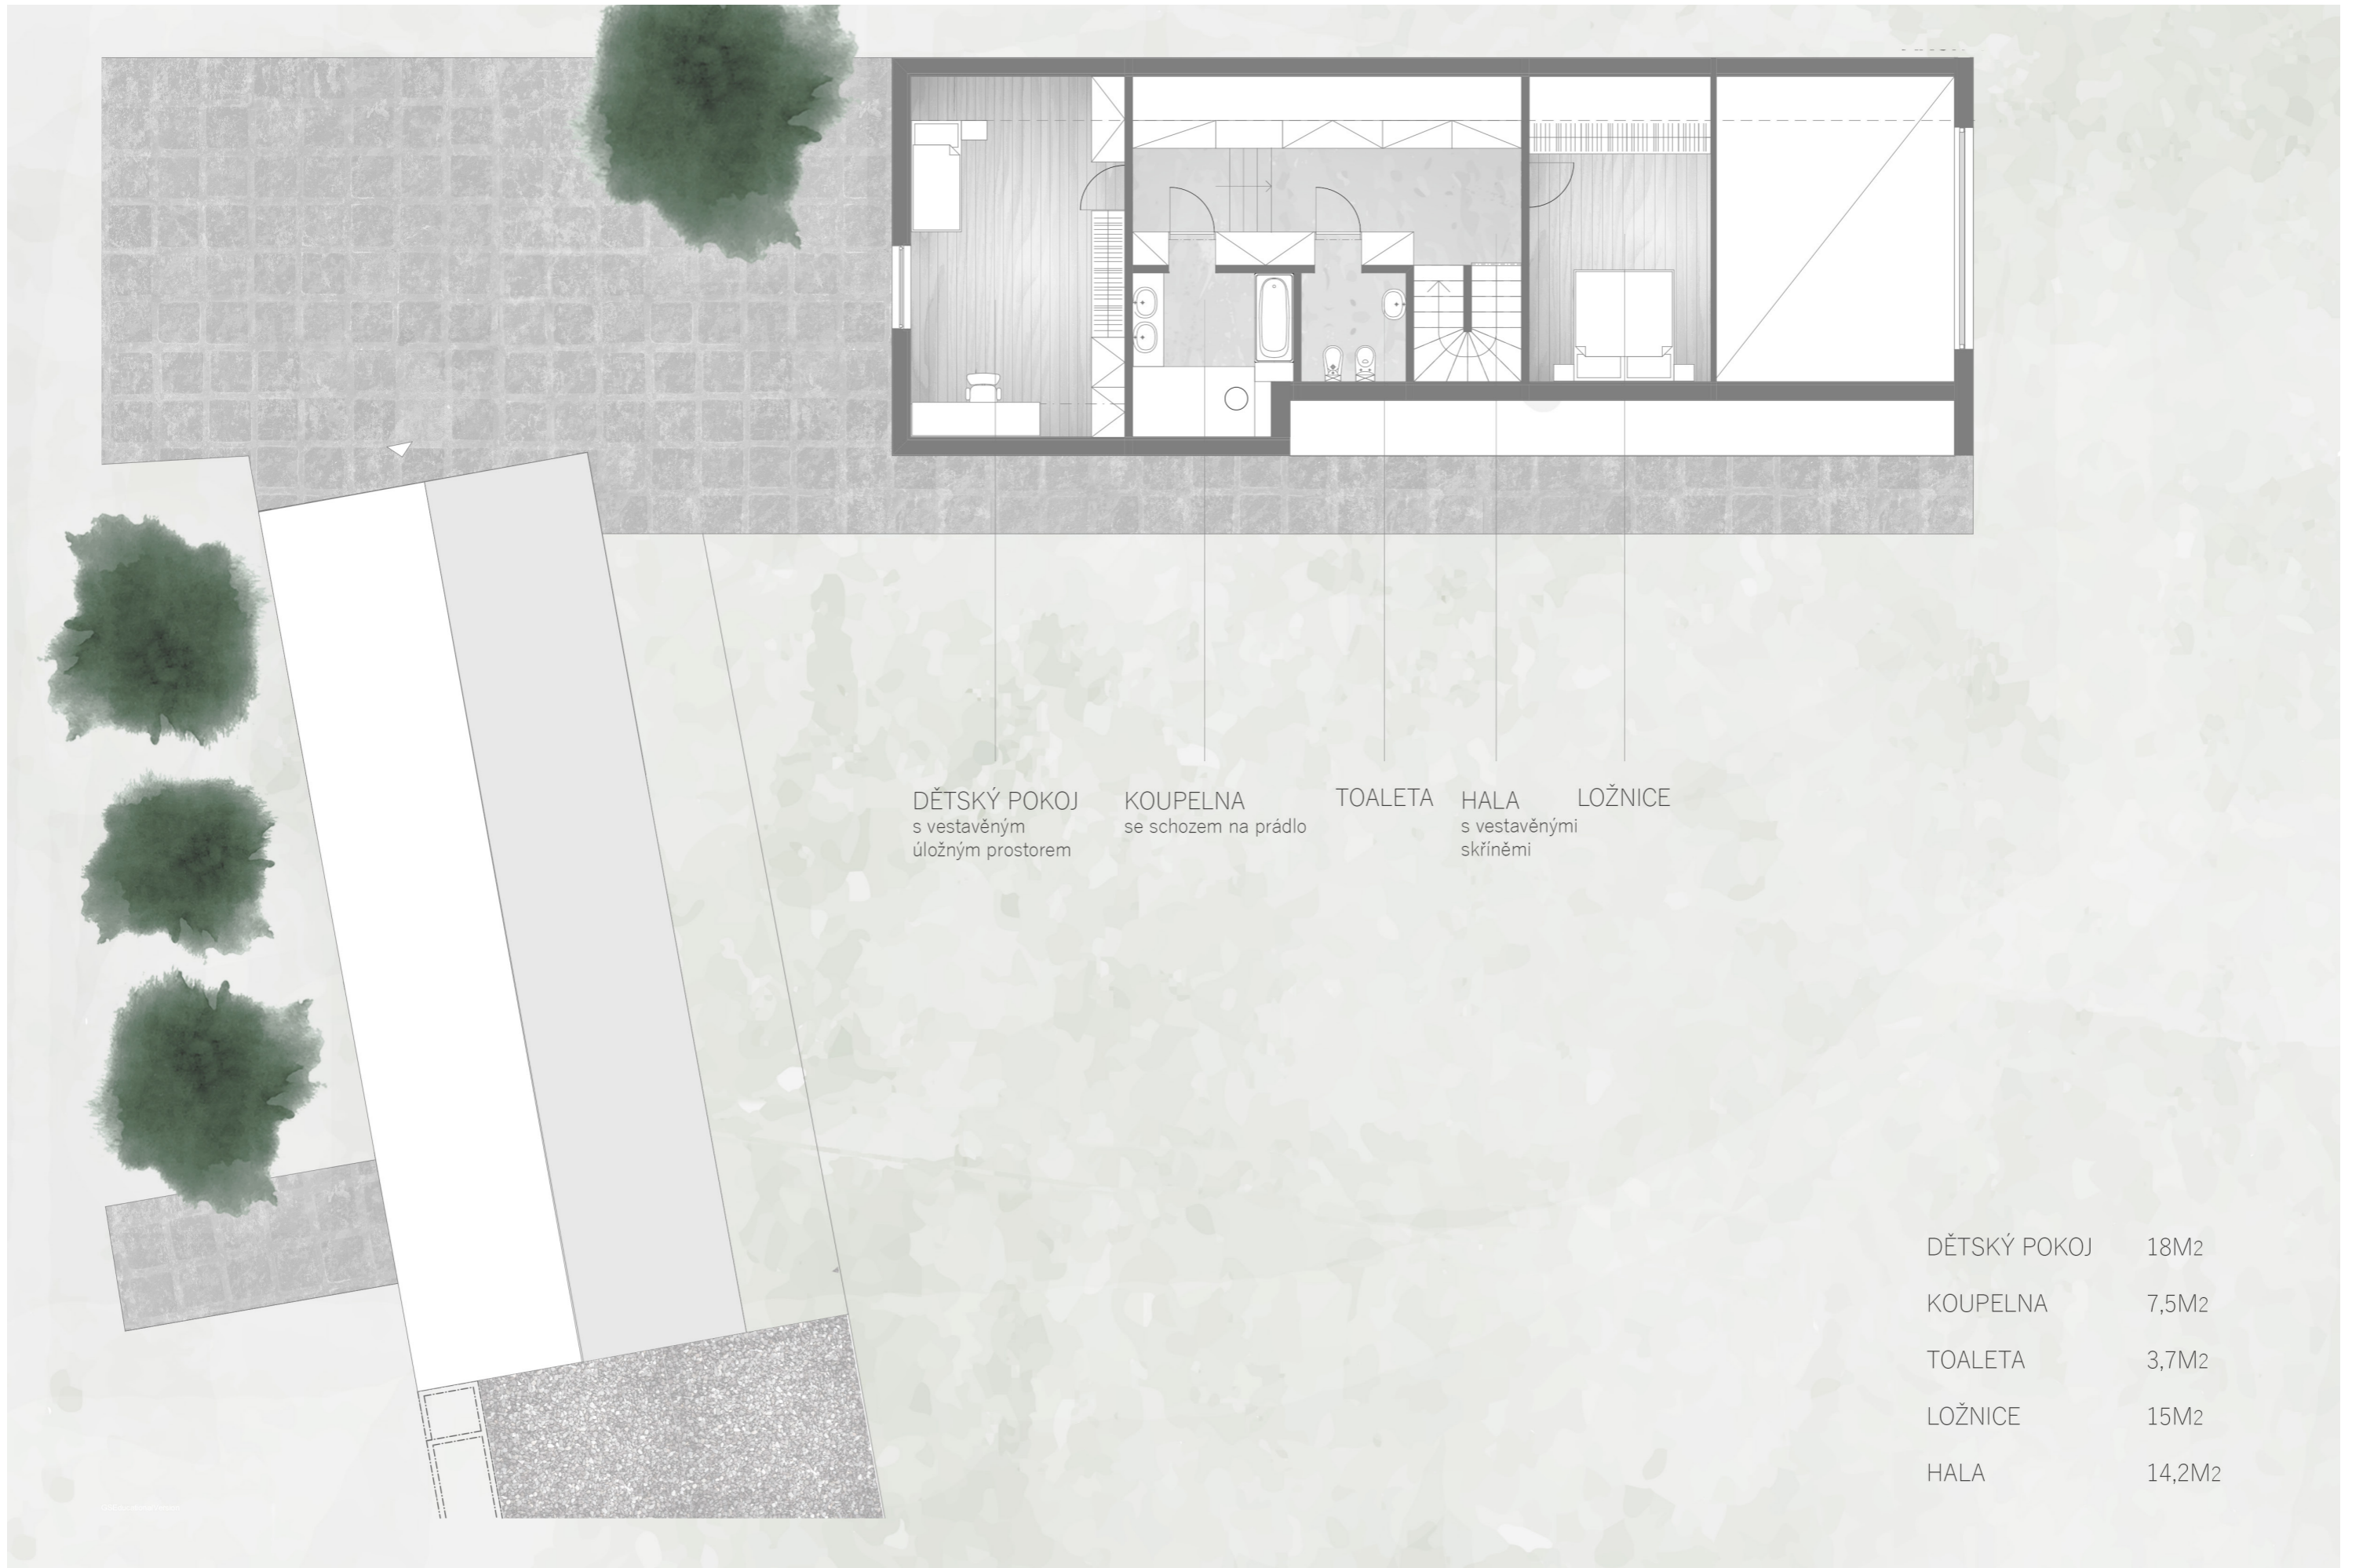 DĚTSKÝ POKOJ
s vestavěným
úložným prostorem
KOUPELNA
se schozem na prádlo
TOALETA
HALA
s vestavěnými
skříněmi
LOŽNICE
DĚTSKÝ POKOJ 18M2
KOUPELNA 7,5M2
TOALETA 3,7M2
LOŽNICE 15M2
HALA 14,2M2